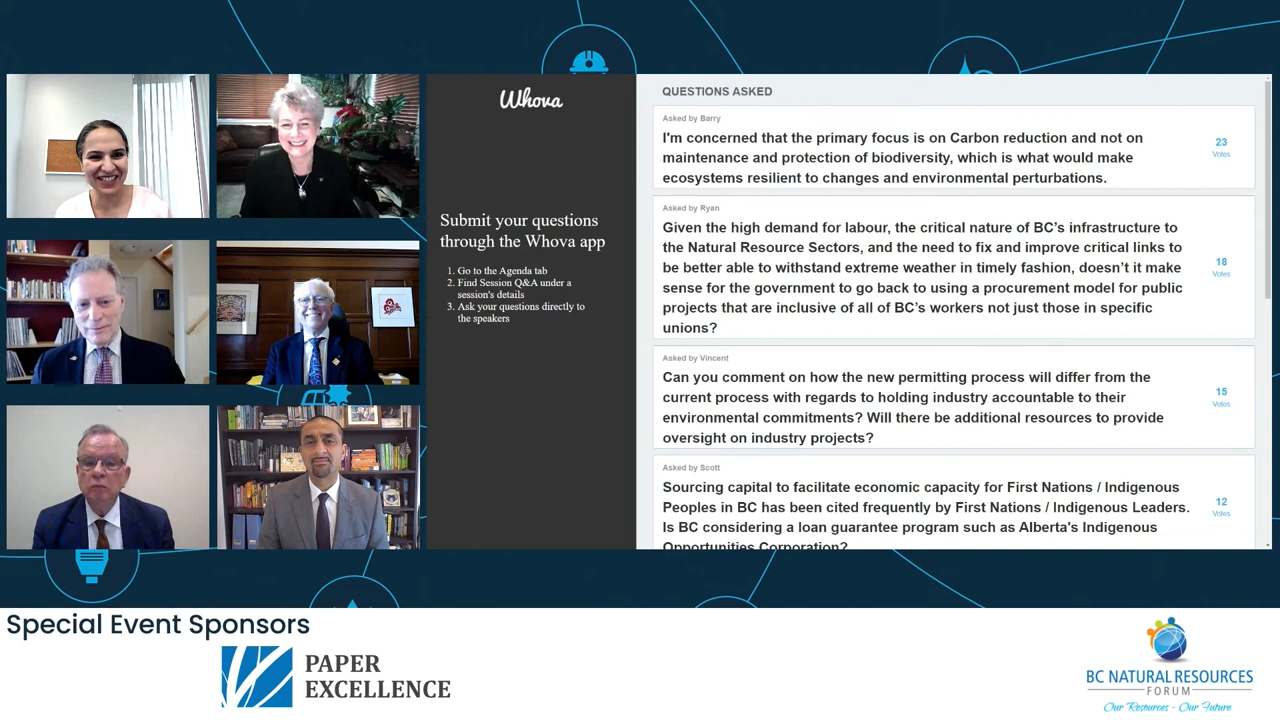 Whova
Submit your questions
through the Whova app
1. Go to the Agenda tab
2. Find Session Q&A under a
session's details
3. Ask your questions directly to
the speakers
QUESTIONS ASKED
Asked by Barry
I'm concerned that the primary focus is on Carbon reduction and not on
maintenance and protection of biodiversity, which is what would make
ecosystems resilient to changes and environmental perturbations.
23
Votes
Asked by Ryan
Given the high demand for labour, the critical nature of BC’s infrastructure to
the Natural Resource Sectors, and the need to fix and improve critical links to
be better able to withstand extreme weather in timely fashion, doesn’t it make
sense for the government to go back to using a procurement model for public
projects that are inclusive of all of BC’s workers not just those in specific
unions?
18
Votes
Asked by Vincent
Can you comment on how the new permitting process will differ from the
current process with regards to holding industry accountable to their
environmental commitments? Will there be additional resources to provide
oversight on industry projects?
15
Votes
Asked by Scott
Sourcing capital to facilitate economic capacity for First Nations / Indigenous
Peoples in BC has been cited frequently by First Nations / Indigenous Leaders.
Is BC considering a loan guarantee program such as Alberta's Indigenous
Opportunities Corporation?
12
Votes
Special Event Sponsors
PAPER
EXCELLENCE
BC NATURAL RESOURCES
FORUM
Our Resources - Our Future